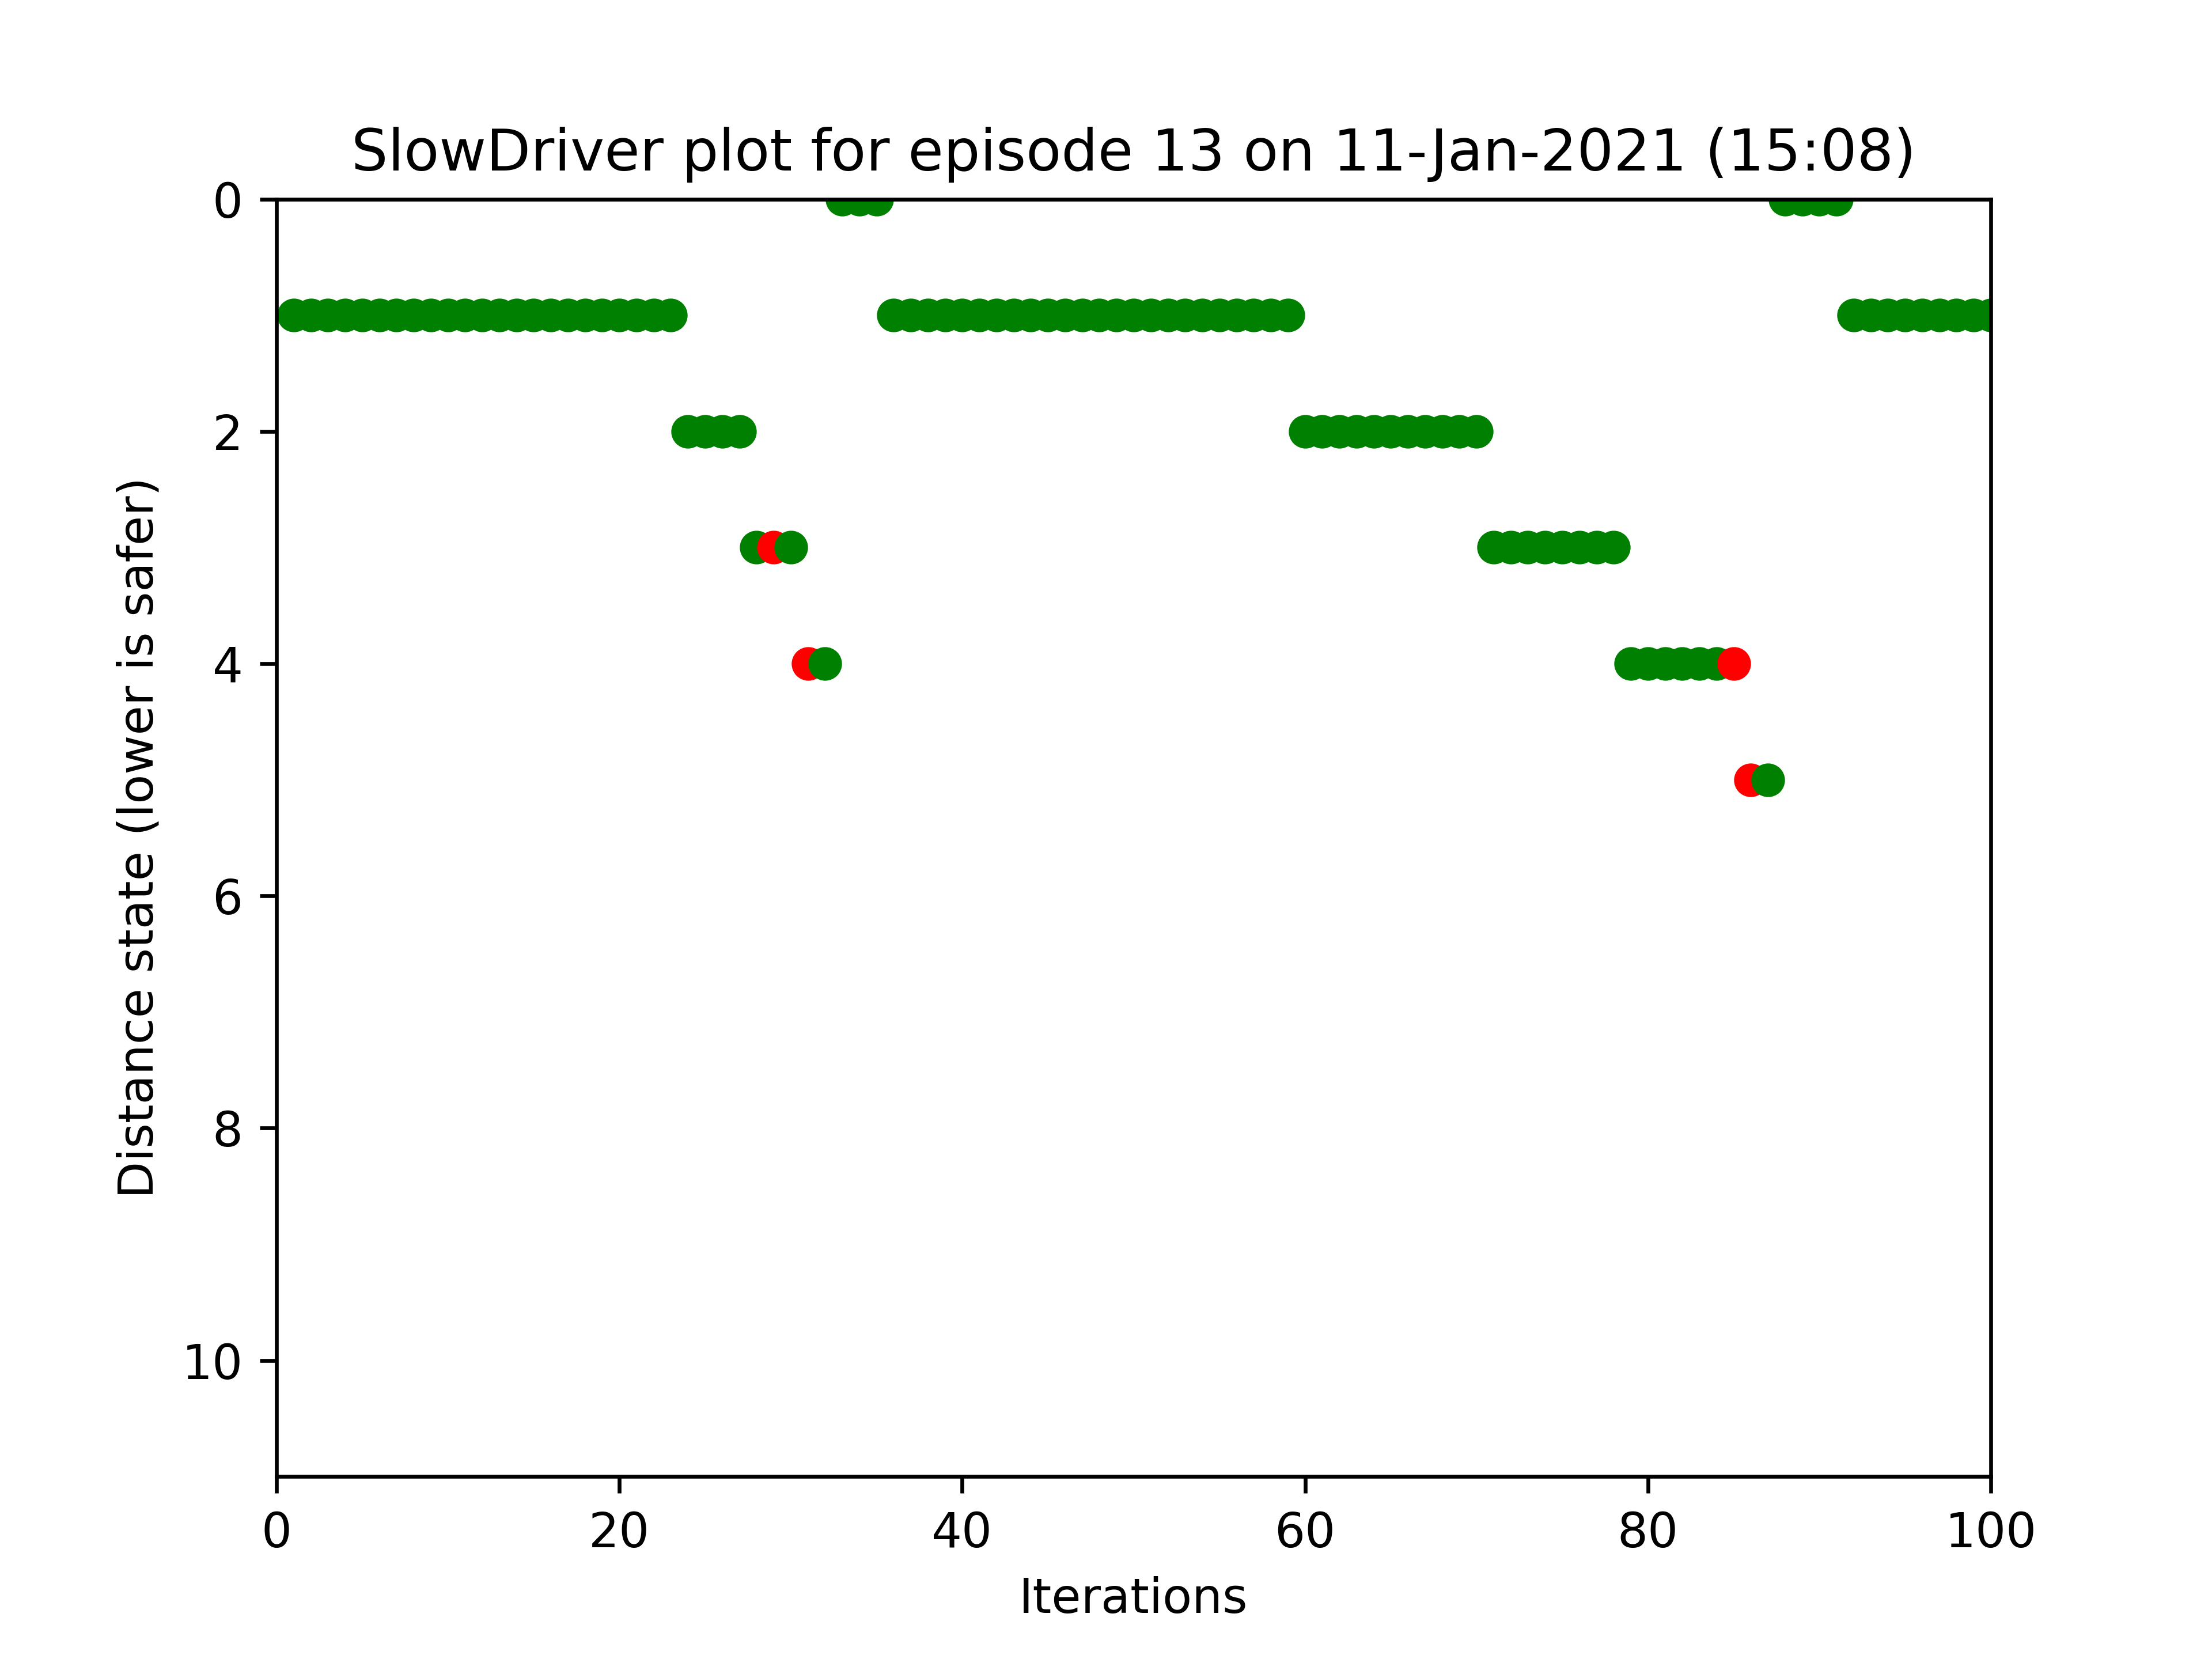 SlowDriver plot for episode 13 on 11-Jan-2021 (15:08)
0
2
4
6
8
10
Distance state (lower is safer)
0 20 40 60 80 100
Iterations